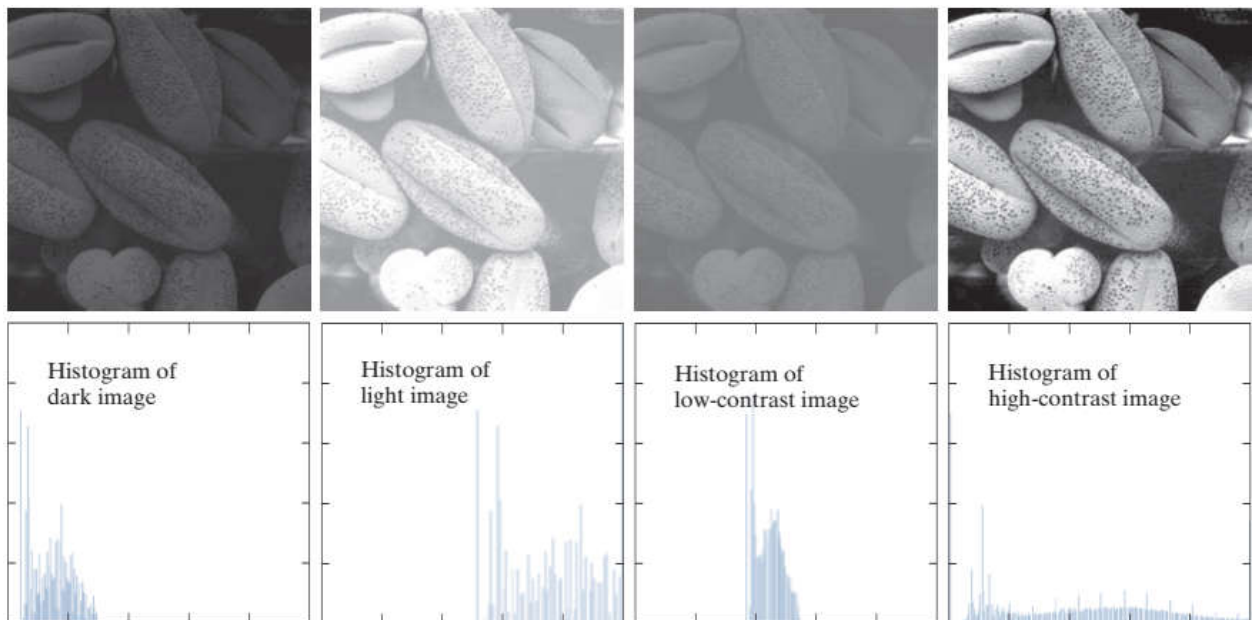 Histogram of
dark image
Histogram of
light image
Histogram of
low-contrast image
Histogram of
high-contrast image